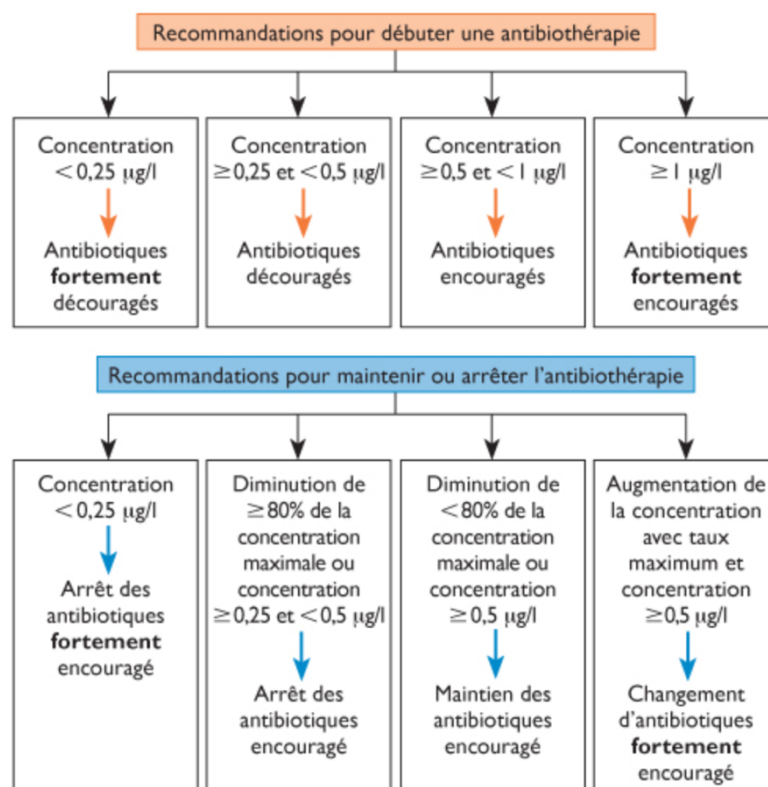 Recommandations pour débuter une antibiothérapie
Concentration
<0,25 µg/l
Antibiotiques
fortement
découragés
Concentration
≥0,25 et <0,5 µg/l
Antibiotiques
découragés
Concentration
≥0,5 et <1 µg/l
Antibiotiques
encouragés
Concentration
≥1 µg/l
Antibiotiques
fortement
encouragés
Recommandations pour maintenir ou arrêter l'antibiothérapie
Concentration
<0,25 µg/l
Arrêt des
antibiotiques
fortement
encouragé
Diminution de
≥80% de la
concentration
maximale ou
concentration
≥0,25 et <0,5 µg/l
Arrêt des
antibiotiques
encouragé
Diminution de
<80% de la
concentration
maximale ou
concentration
≥0,5 µg/l
Maintien des
antibiotiques
encouragé
Augmentation de
la concentration
avec taux
maximum et
concentration
≥0,5 µg/l
Changement
d'antibiotiques
fortement
encouragé